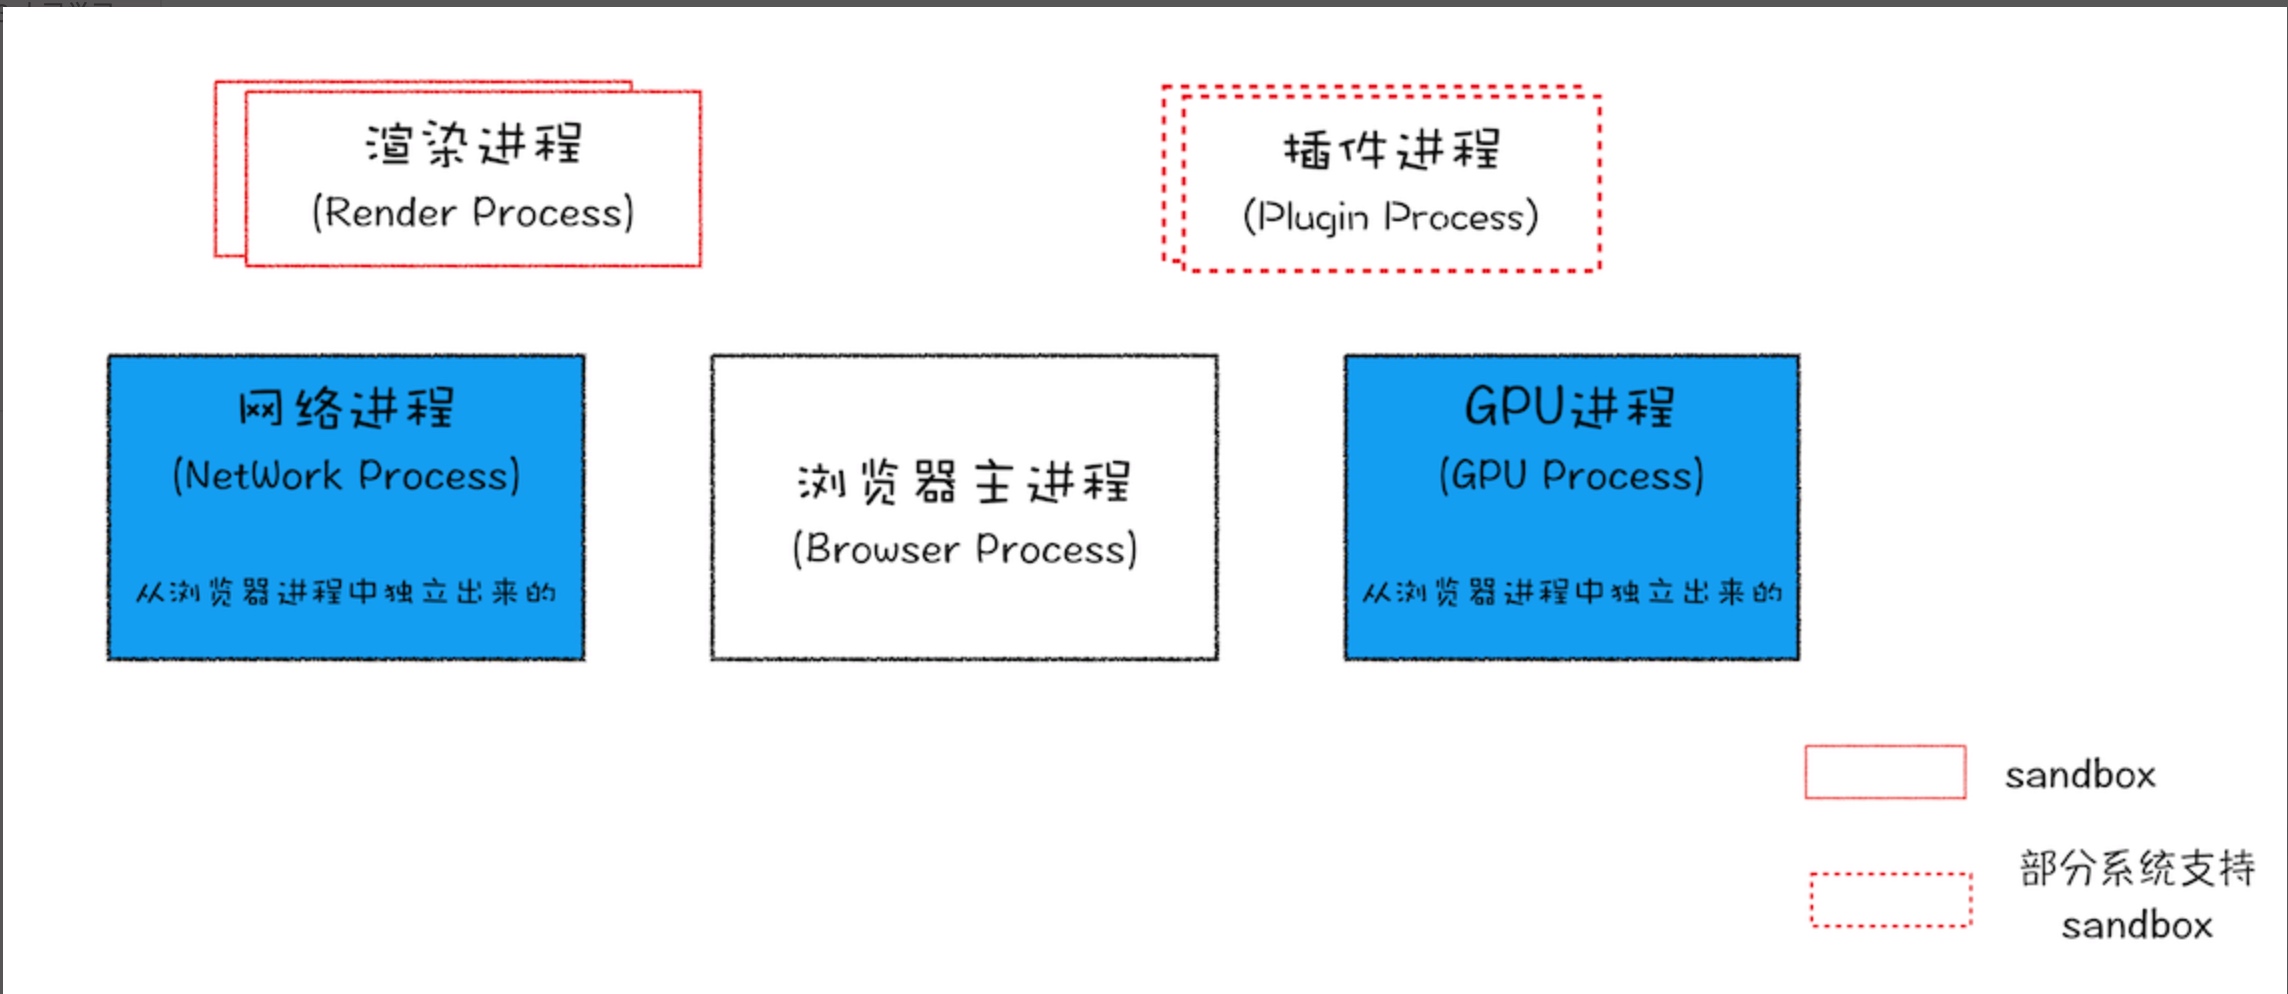 渲染进程
(Render Process)
插件进程
(Plugin Process)
网络进程
(NetWork Process)
从浏览器进程中独立出来的
浏览器主进程
(Browser Process)
GPU进程
(GPU Process)
从浏览器进程中独立出来的
sandbox
部分系统支持
sandbox